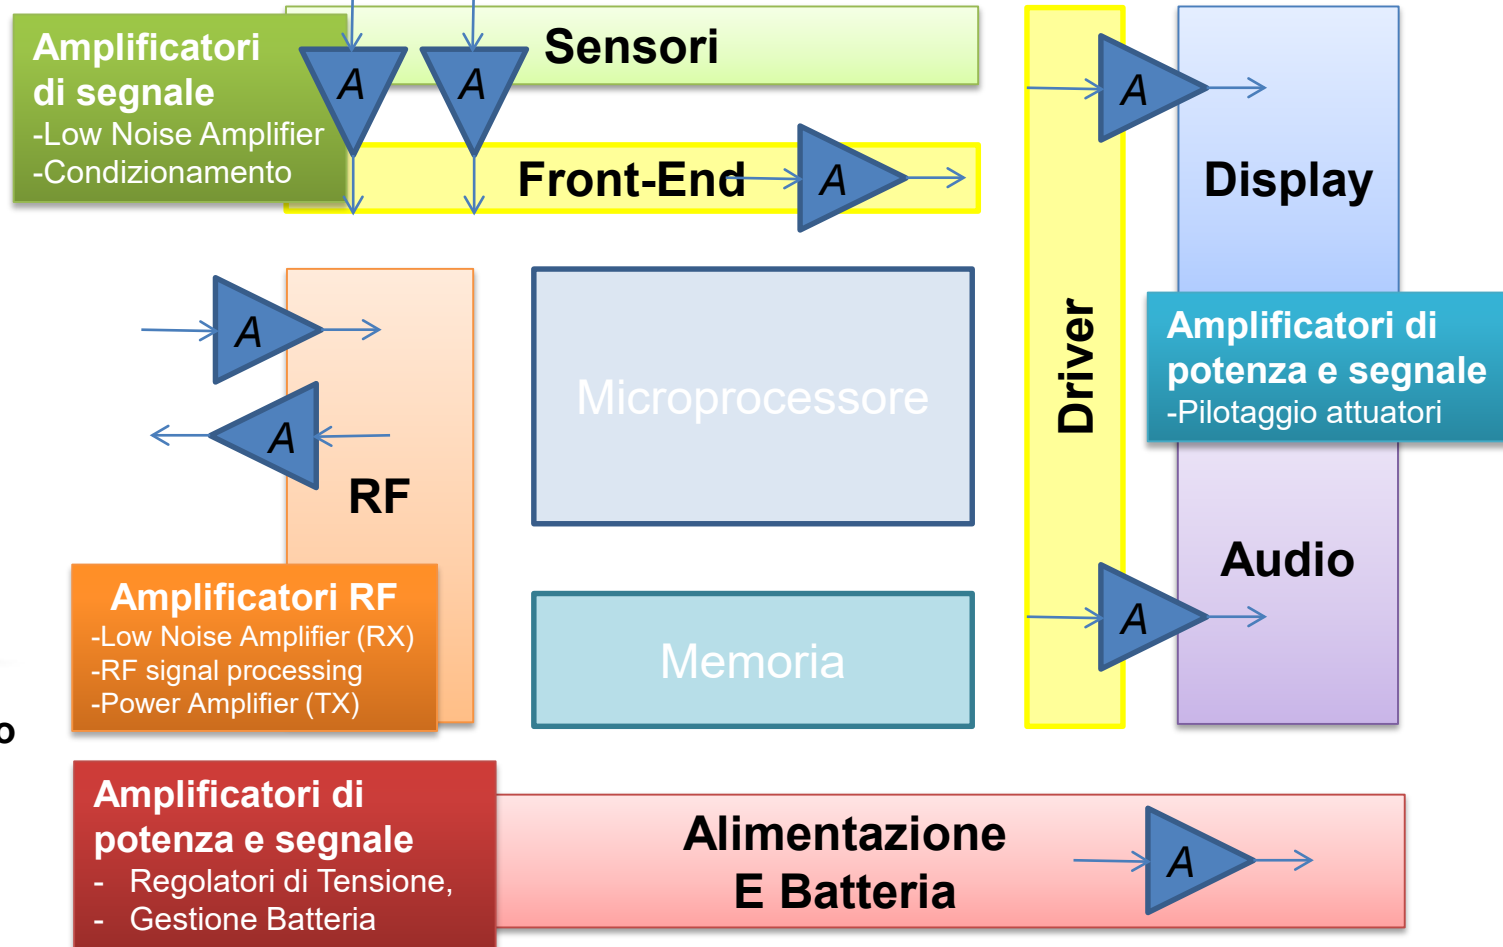 Amplificatori
di segnale
-Low Noise Amplifier
-Condizionamento
Sensori
A
A
Front-End
A
A
Display
Driver
Amplificatori di
potenza e segnale
-Pilotaggio attuatori
A
Audio
A
A
RF
Microprocessore
Memoria
Amplificatori RF
-Low Noise Amplifier (RX)
-RF signal processing
-Power Amplifier (TX)
o
Amplificatori di
potenza e segnale
- Regolatori di Tensione,
- Gestione Batteria
Alimentazione
E Batteria
A